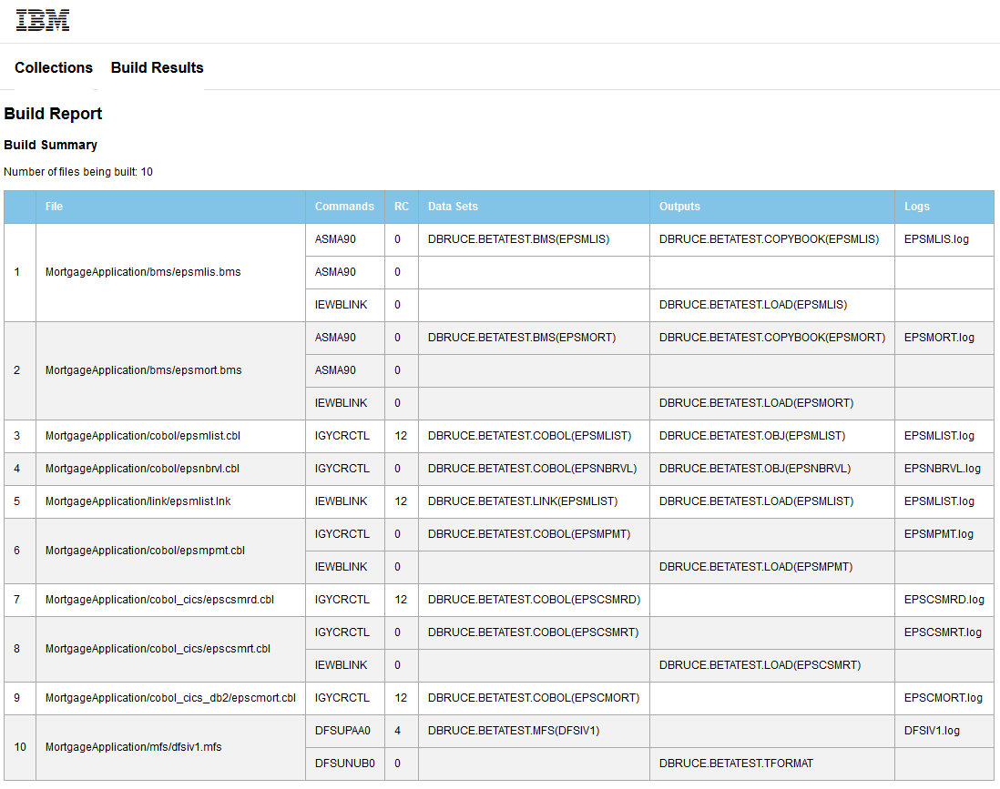 IBM
Collections Build Results
Build Report
Build Summary
Number of files being built: 10
File Commands RC Data Sets Outputs Logs
1 MortgageApplication/bms/epsmlis.bms ASMA90 0 DBRUCE.BETATEST.BMS(EPSMLIS) DBRUCE.BETATEST.COPYBOOK(EPSMLIS) EPSMLIS.log
ASMA90 0
IEWBLINK 0 DBRUCE.BETATEST.LOAD(EPSMLIS)
2 MortgageApplication/bms/epsmort.bms ASMA90 0 DBRUCE.BETATEST.BMS(EPSMORT) DBRUCE.BETATEST.COPYBOOK(EPSMORT) EPSMORT.log
ASMA90 0
IEWBLINK 0 DBRUCE.BETATEST.LOAD(EPSMORT)
3 MortgageApplication/cobol/epsmlist.cbl IGYCRCTL 12 DBRUCE.BETATEST.COBOL(EPSMLIST) DBRUCE.BETATEST.OBJ(EPSMLIST) EPSMLIST.log
4 MortgageApplication/cobol/epsnbrvl.cbl IGYCRCTL 0 DBRUCE.BETATEST.COBOL(EPSNBRVL) DBRUCE.BETATEST.OBJ(EPSNBRVL) EPSNBRVL.log
5 MortgageApplication/link/epsmlist.lnk IEWBLINK 12 DBRUCE.BETATEST.LINK(EPSMLIST) DBRUCE.BETATEST.LOAD(EPSMLIST) EPSMLIST.log
6 MortgageApplication/cobol/epsmpmt.cbl IGYCRCTL 0 DBRUCE.BETATEST.COBOL(EPSMPMT) EPSMPMT.log
IEWBLINK 0 DBRUCE.BETATEST.LOAD(EPSMPMT)
7 MortgageApplication/cobol_cics/epscsmrd.cbl IGYCRCTL 12 DBRUCE.BETATEST.COBOL(EPSCSMRD) EPSCSMRD.log
8 MortgageApplication/cobol_cics/epscsmrt.cbl IGYCRCTL 0 DBRUCE.BETATEST.COBOL(EPSCSMRT) EPSCSMRT.log
IEWBLINK 0 DBRUCE.BETATEST.LOAD(EPSCSMRT)
9 MortgageApplication/cobol_cics_db2/epscmort.cbl IGYCRCTL 12 DBRUCE.BETATEST.COBOL(EPSCMORT) EPSCMORT.log
10 MortgageApplication/mfs/dfsiv1.mfs DFSUPAA0 4 DBRUCE.BETATEST.MFS(DFSIV1) DFSIV1.log
DFSUNUB0 0 DBRUCE.BETATEST.TFORMAT